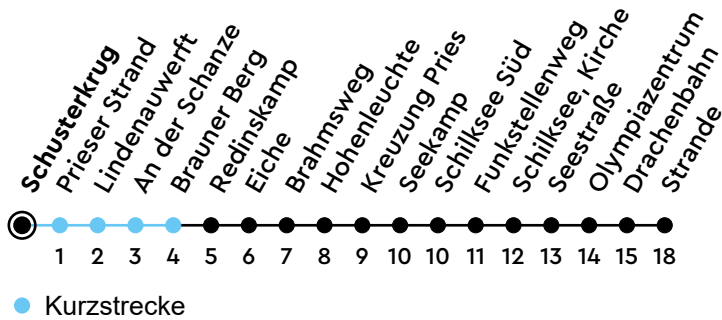 Schusterkrug
Prieser Strand
Lindenauwerft
An der Schanze
Brauner Berg
Redinskamp
Eiche
Brahmsweg
Hohenleuchte
Kreuzung Pries
Seekamp
Schilksee Süd
Funkstellenweg
Schilksee, Kirche
Seestraße
Olympiazentrum
Drachenbahn
Strande
1 2 3 4 5 6 7 8 9 10 10 11 12 13 14 15 18
Kurzstrecke